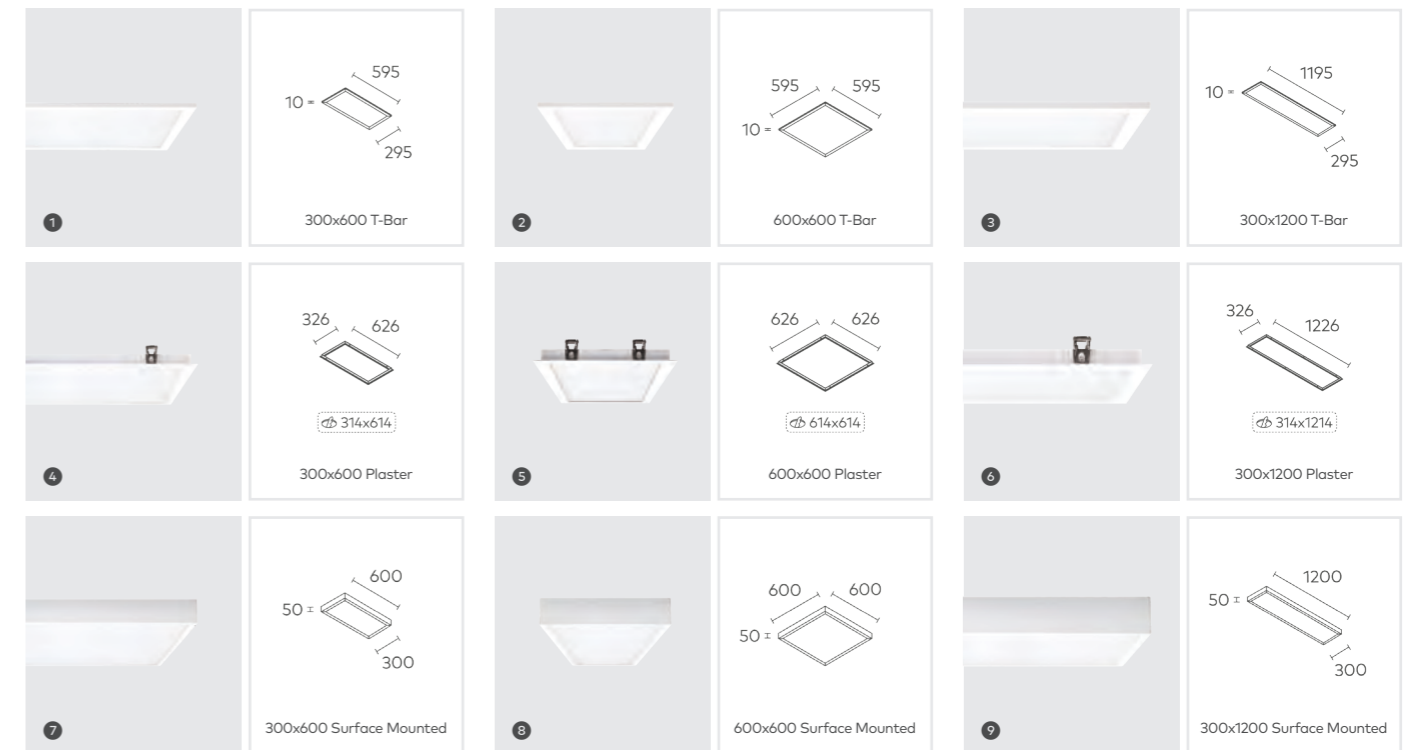 595
10
295
1
300x600 T-Bar
595 595
10
2
600x600 T-Bar
1195
10
295
3
300x1200 T-Bar
326 626
314x614
4
300x600 Plaster
626 626
614x614
5
600x600 Plaster
326
1226
314x1214
6
300x1200 Plaster
600
50
300
7
300x600 Surface Mounted
600 600
50
8
600x600 Surface Mounted
1200
50
300
9
300x1200 Surface Mounted